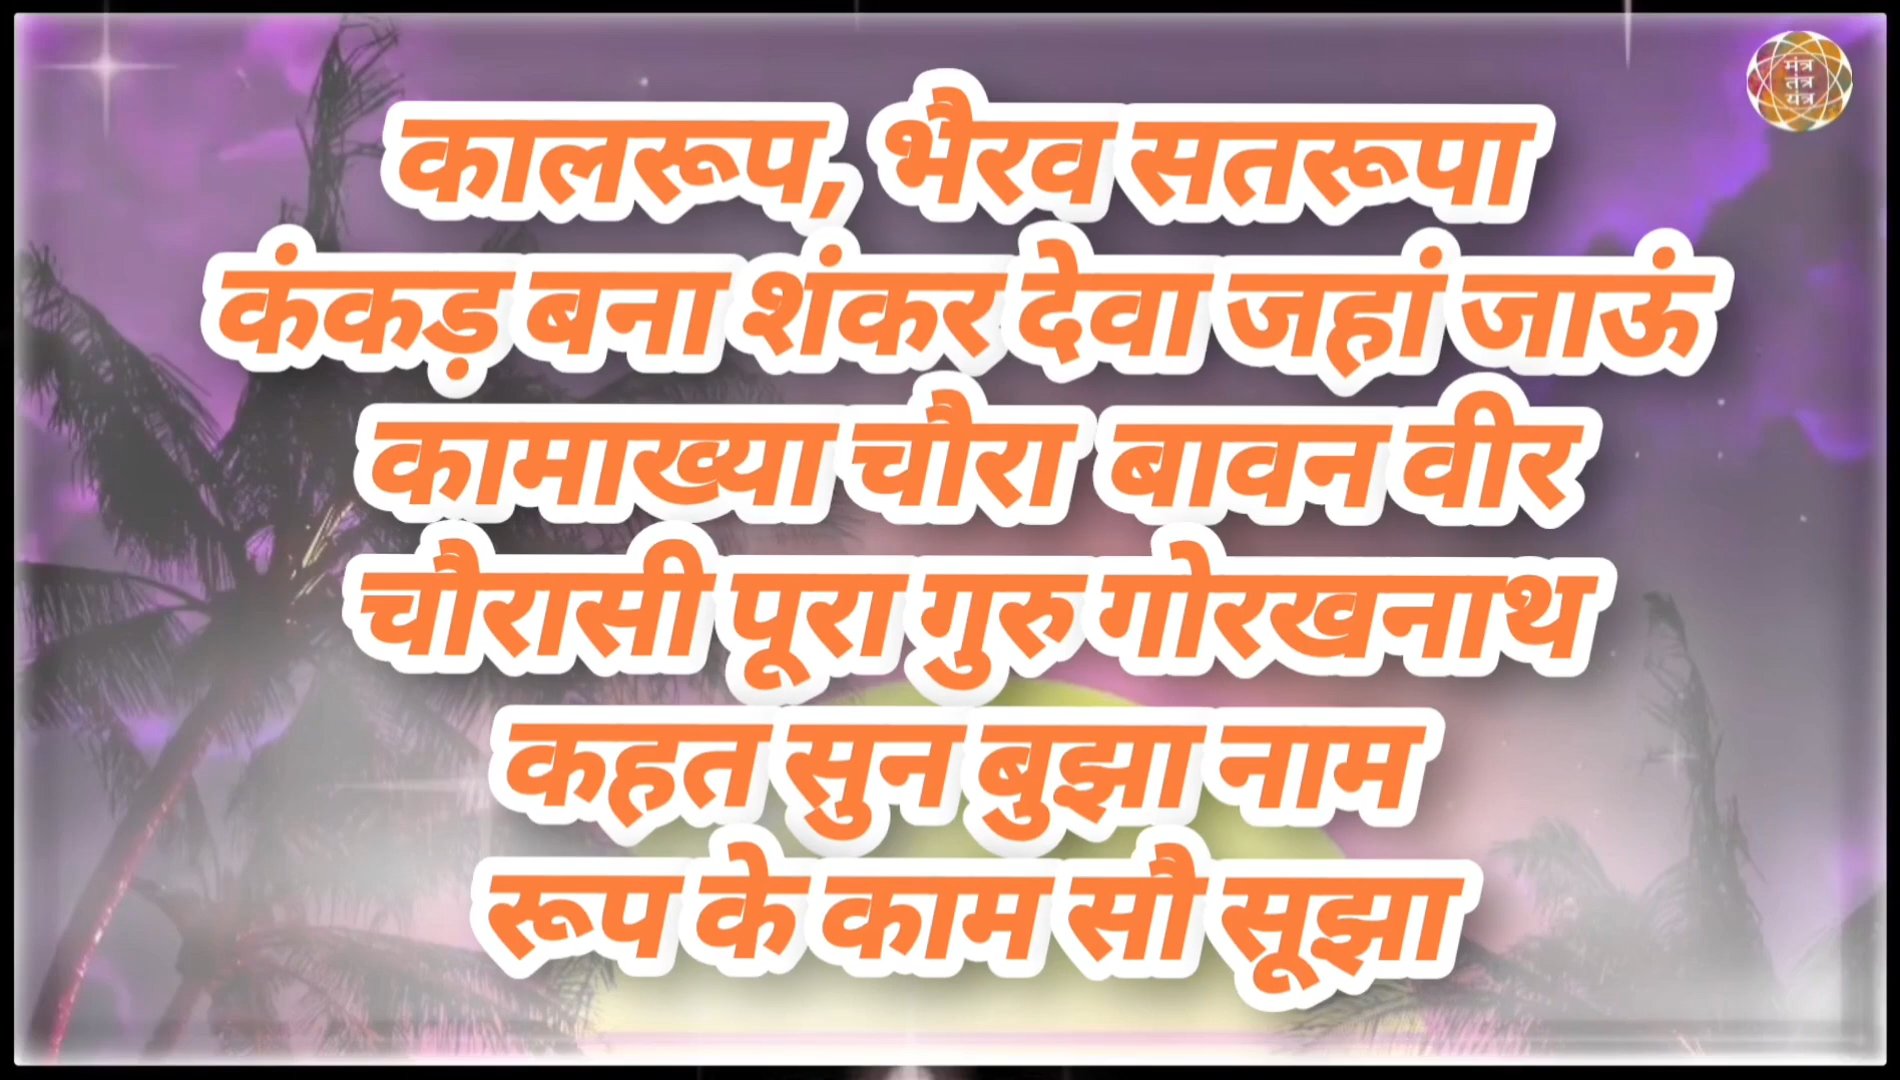 मंत्र
तंत्र
यंत्र
कालरूप, भैरव सतरूपा
कंकड़ बना शंकर देवा जहां जाऊं
कामाख्या चौरा बावन वीर
चौरासी पूरा गुरु गोरखनाथ
कहत सुन बुझा नाम
रूप के काम सौ सूझा